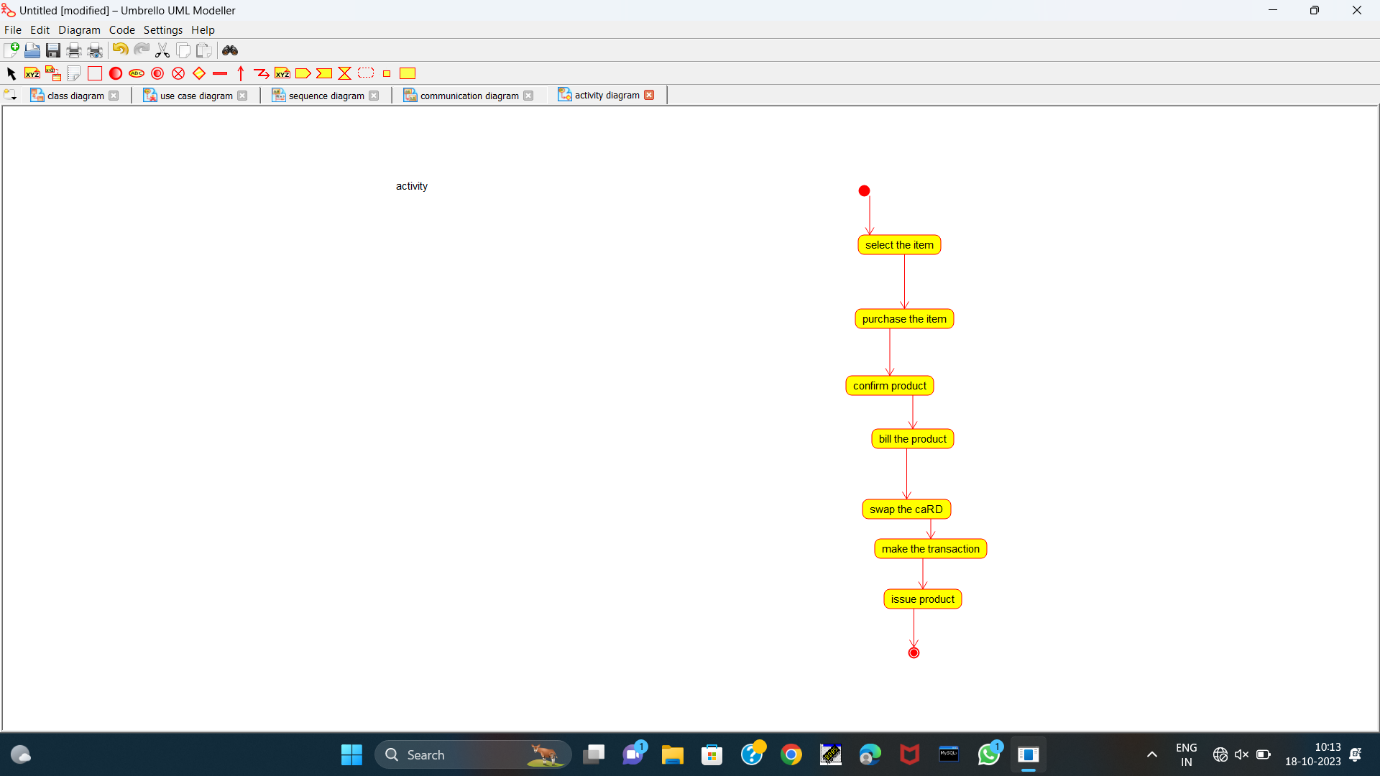 Untitled [modified] – Umbrello UML Modeller
File Edit Diagram Code Settings Help
class diagram use case diagram sequence diagram communication diagram activity diagram
activity
select the item
purchase the item
confirm product
bill the product
swap the caRD
make the transaction
issue product
Search
1
1
ENG
IN
10:13
18-10-2023